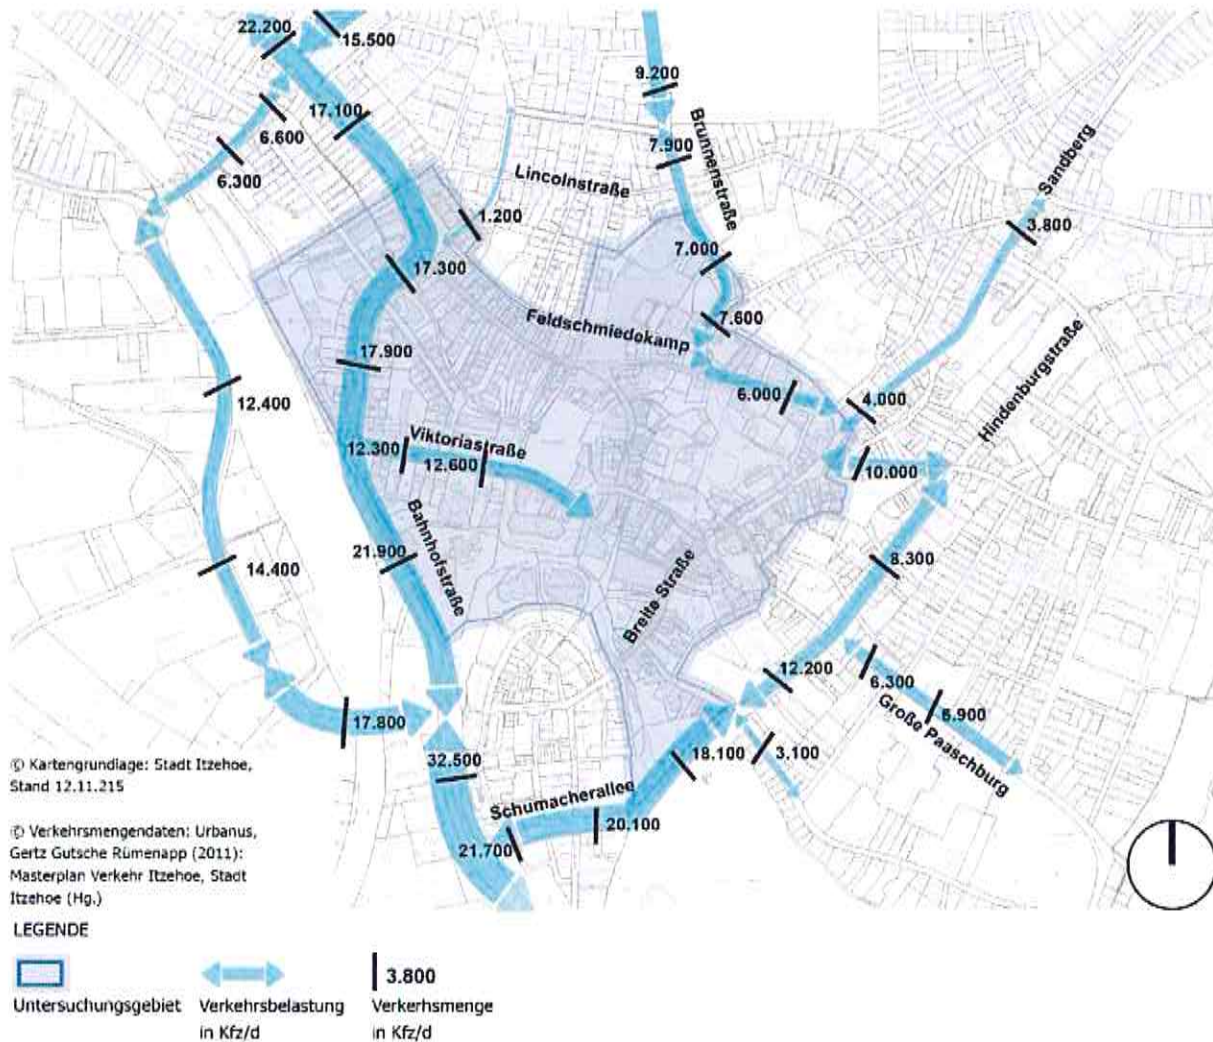 22.200
15.500
9.200
17.100
6.600
7.900
Brunnenstraße
6.300
Lincolnstraße
Sandberg
1.200
3.800
7.000
17.300
Feldschmiedekamp
7.600
17.900
Hindenburgstraße
6.000
4.000
12.400
Viktoriastraße
12.300
12.600
10.000
Bahnhofstraße
21.900
14.400
8.300
Breite Straße
12.200
6.300
Große Paaschburg
6.900
17.800
18.100
3.100
32.500
Schumacherallee
20.100
21.700
© Kartengrundlage: Stadt Itzehoe,
Stand 12.11.215
© Verkehrsmengendaten: Urbanus,
Gertz Gutsche Rümenapp (2011):
Masterplan Verkehr Itzehoe, Stadt
Itzehoe (Hg.)
LEGENDE
3.800
Untersuchungsgebiet
Verkehrsbelastung
in Kfz/d
Verkerhsmenge
in Kfz/d